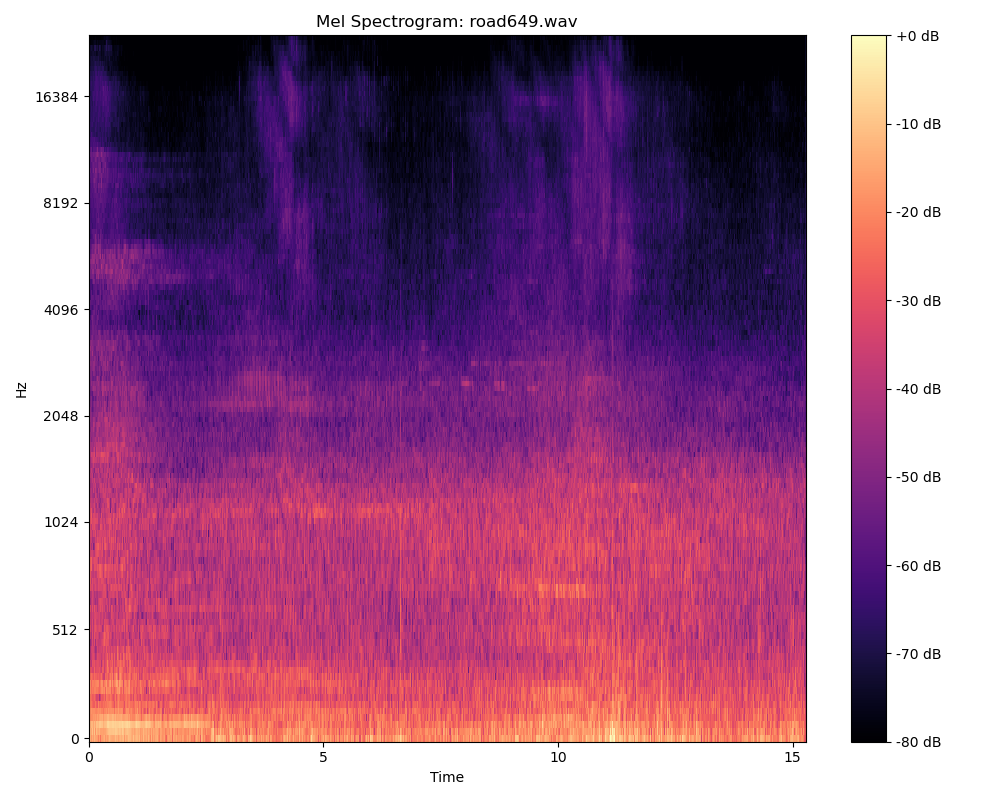 Mel Spectrogram: road649.wav
+0 dB
16384
-10 dB
8192
-20 dB
4096
-30 dB
Hz
-40 dB
2048
-50 dB
1024
-60 dB
512
-70 dB
0
-80 dB
0 5 10 15
Time